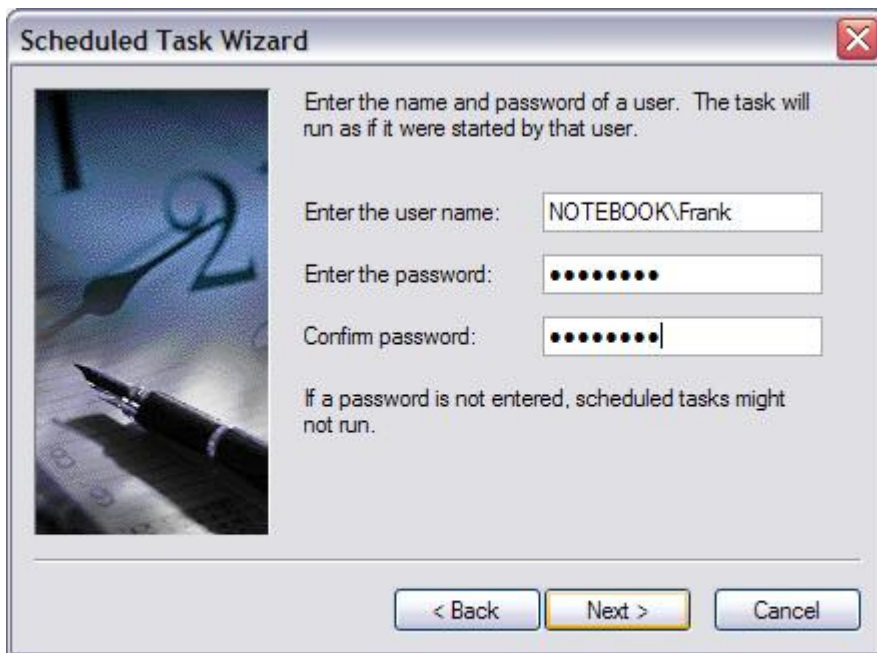 Scheduled Task Wizard
Enter the name and password of a user. The task will
run as if it were started by that user.
Enter the user name: NOTEBOOK\Frank
Enter the password: ●●●●●●●●
Confirm password: ●●●●●●●●
If a password is not entered, scheduled tasks might
not run.
< Back Next > Cancel